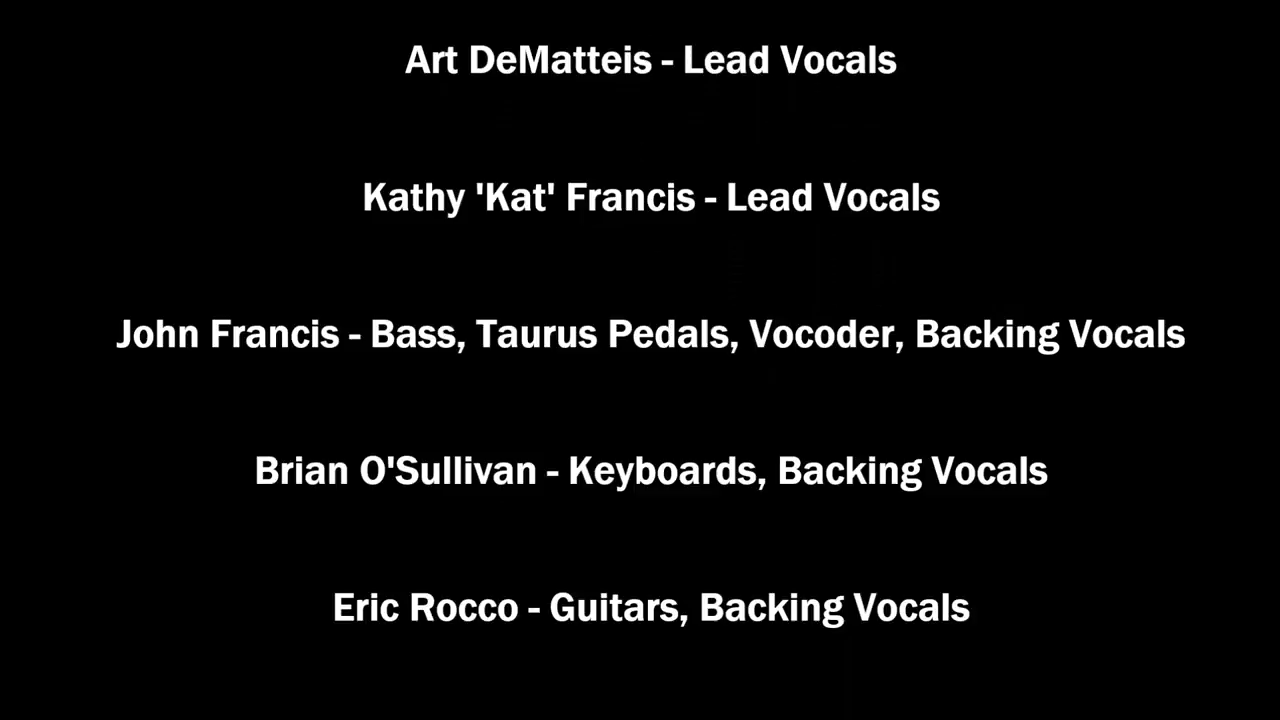 Art DeMatteis - Lead Vocals
Kathy 'Kat' Francis - Lead Vocals
John Francis - Bass, Taurus Pedals, Vocoder, Backing Vocals
Brian O'Sullivan - Keyboards, Backing Vocals
Eric Rocco - Guitars, Backing Vocals